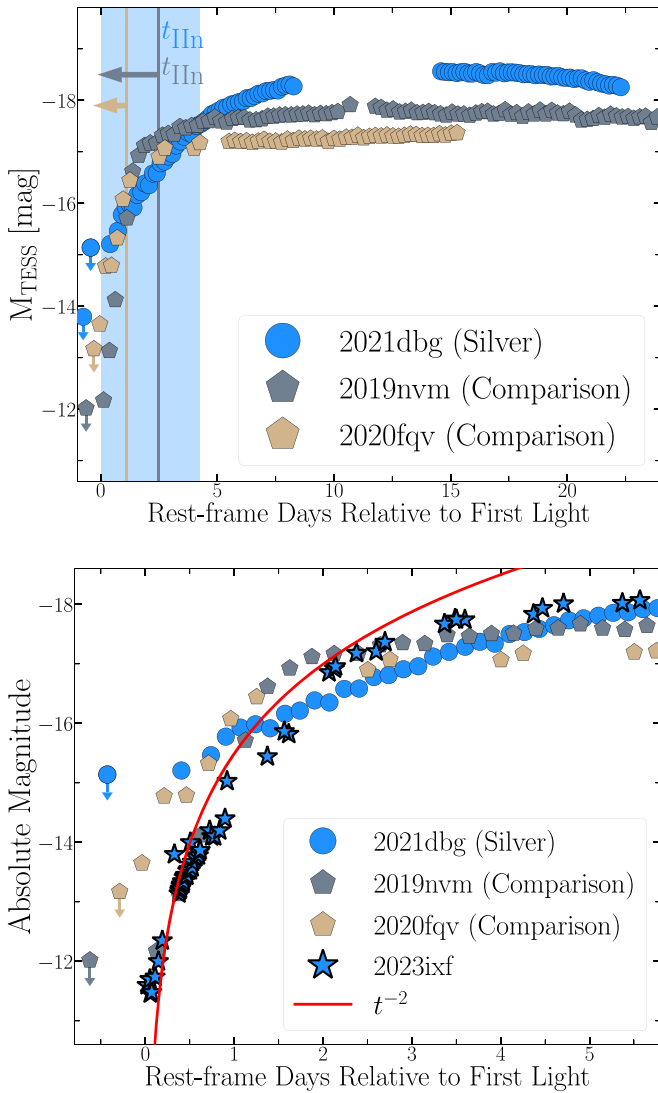 t_IIn
t_IIn
−18
−16
−14
−12
M_TESS [mag]
2021dbg (Silver)
2019nvm (Comparison)
2020fqv (Comparison)
0 5 10 15 20
Rest-frame Days Relative to First Light
−18
−16
−14
−12
Absolute Magnitude
2021dbg (Silver)
2019nvm (Comparison)
2020fqv (Comparison)
2023ixf
t^−2
0 1 2 3 4 5
Rest-frame Days Relative to First Light